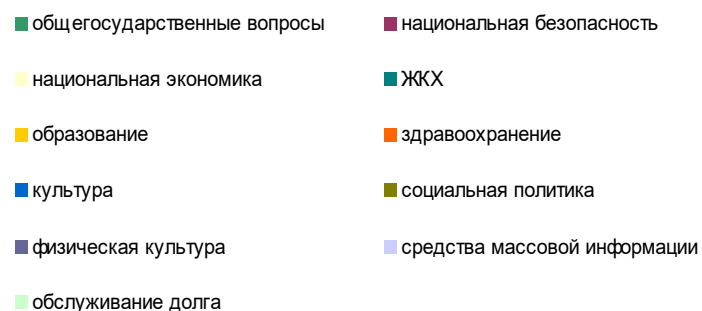 общегосударственные вопросы
национальная безопасность
национальная экономика
ЖКХ
образование
здравоохранение
культура
социальная политика
физическая культура
средства массовой информации
обслуживание долга